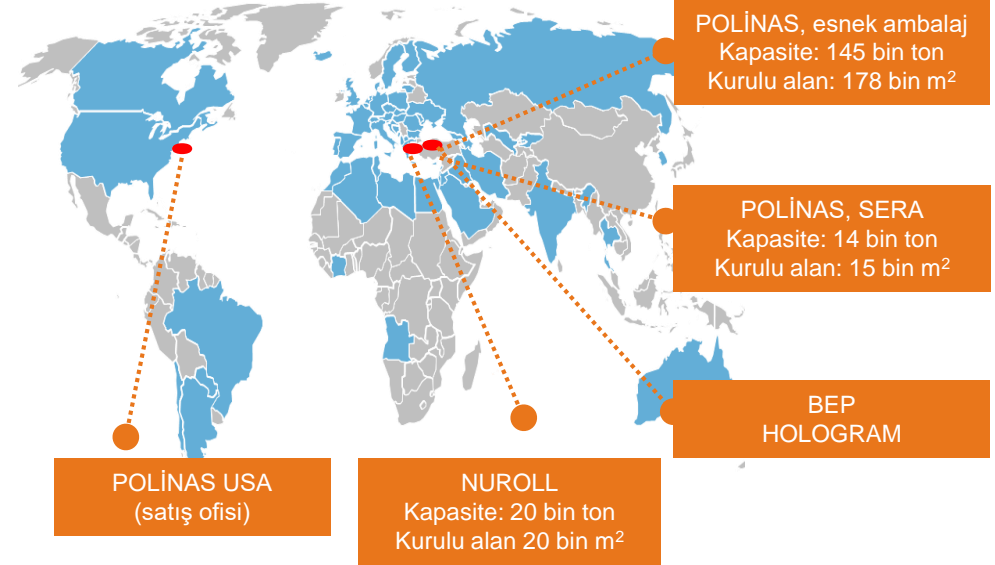 POLİNAS, esnek ambalaj
Kapasite: 145 bin ton
Kurulu alan: 178 bin m²
POLİNAS, SERA
Kapasite: 14 bin ton
Kurulu alan: 15 bin m²
BEP
HOLOGRAM
POLİNAS USA
(satış ofisi)
NUROLL
Kapasite: 20 bin ton
Kurulu alan 20 bin m²